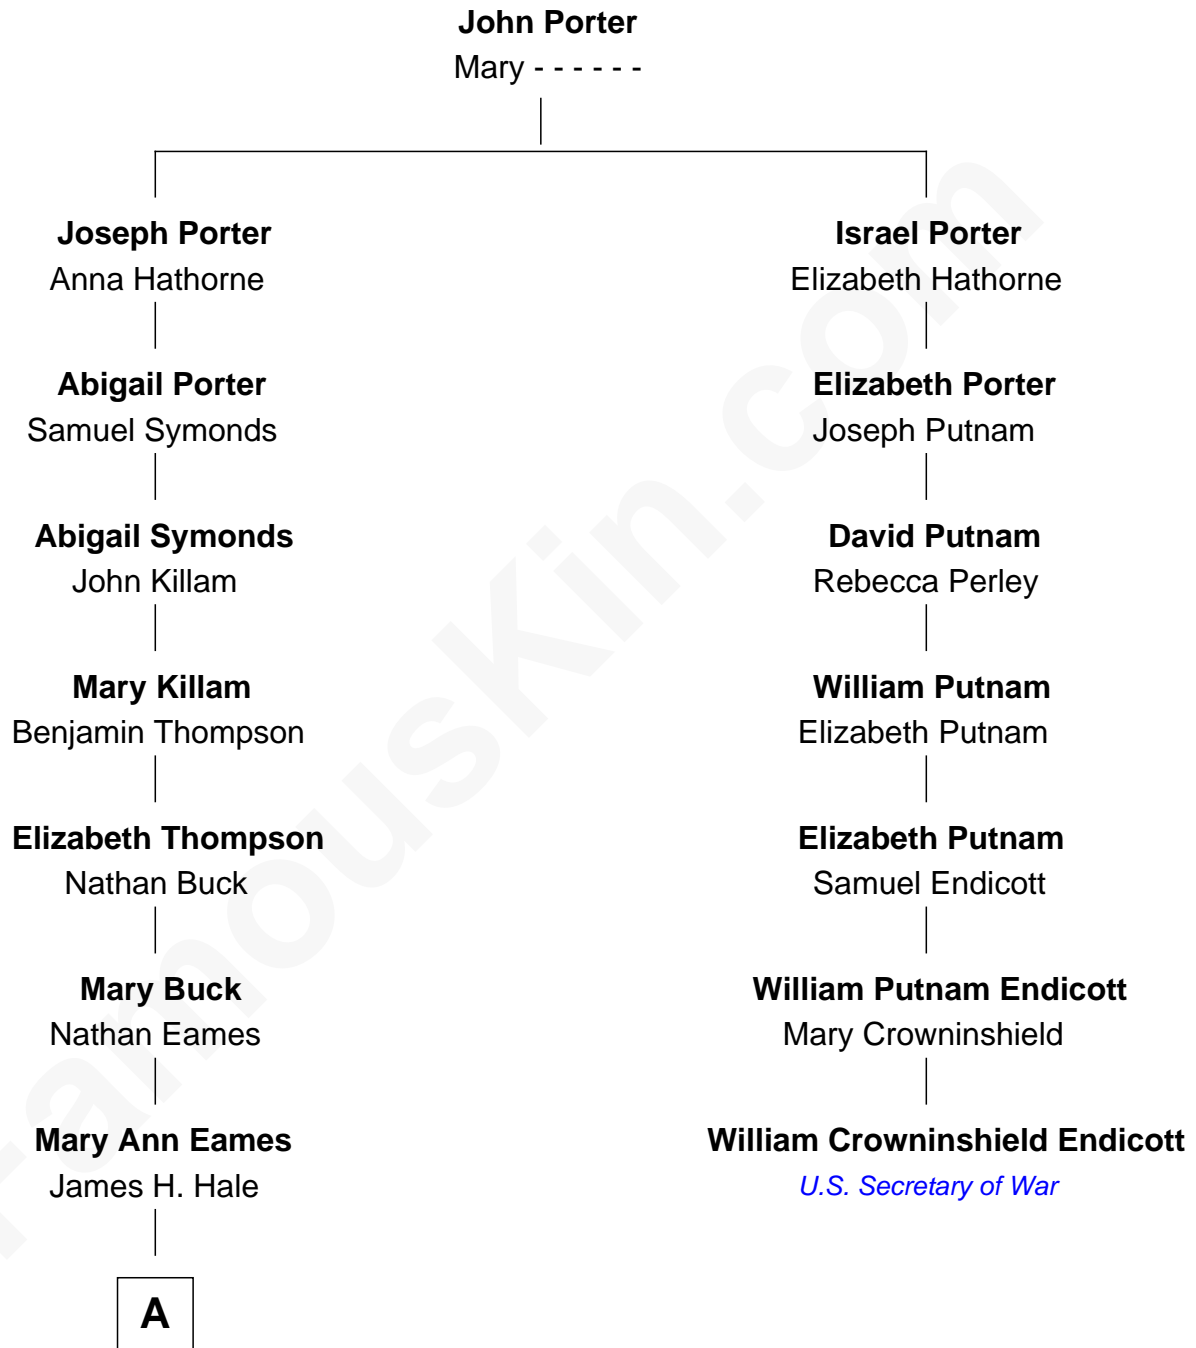 John Porter
Mary - - - - - -
Joseph Porter
Anna Hathorne
Israel Porter
Elizabeth Hathorne
Abigail Porter
Samuel Symonds
Elizabeth Porter
Joseph Putnam
Abigail Symonds
John Killam
David Putnam
Rebecca Perley
Mary Killam
Benjamin Thompson
William Putnam
Elizabeth Putnam
Elizabeth Thompson
Nathan Buck
Elizabeth Putnam
Samuel Endicott
Mary Buck
Nathan Eames
William Putnam Endicott
Mary Crowninshield
Mary Ann Eames
James H. Hale
William Crowninshield Endicott
U.S. Secretary of War
A
FamousKin.com